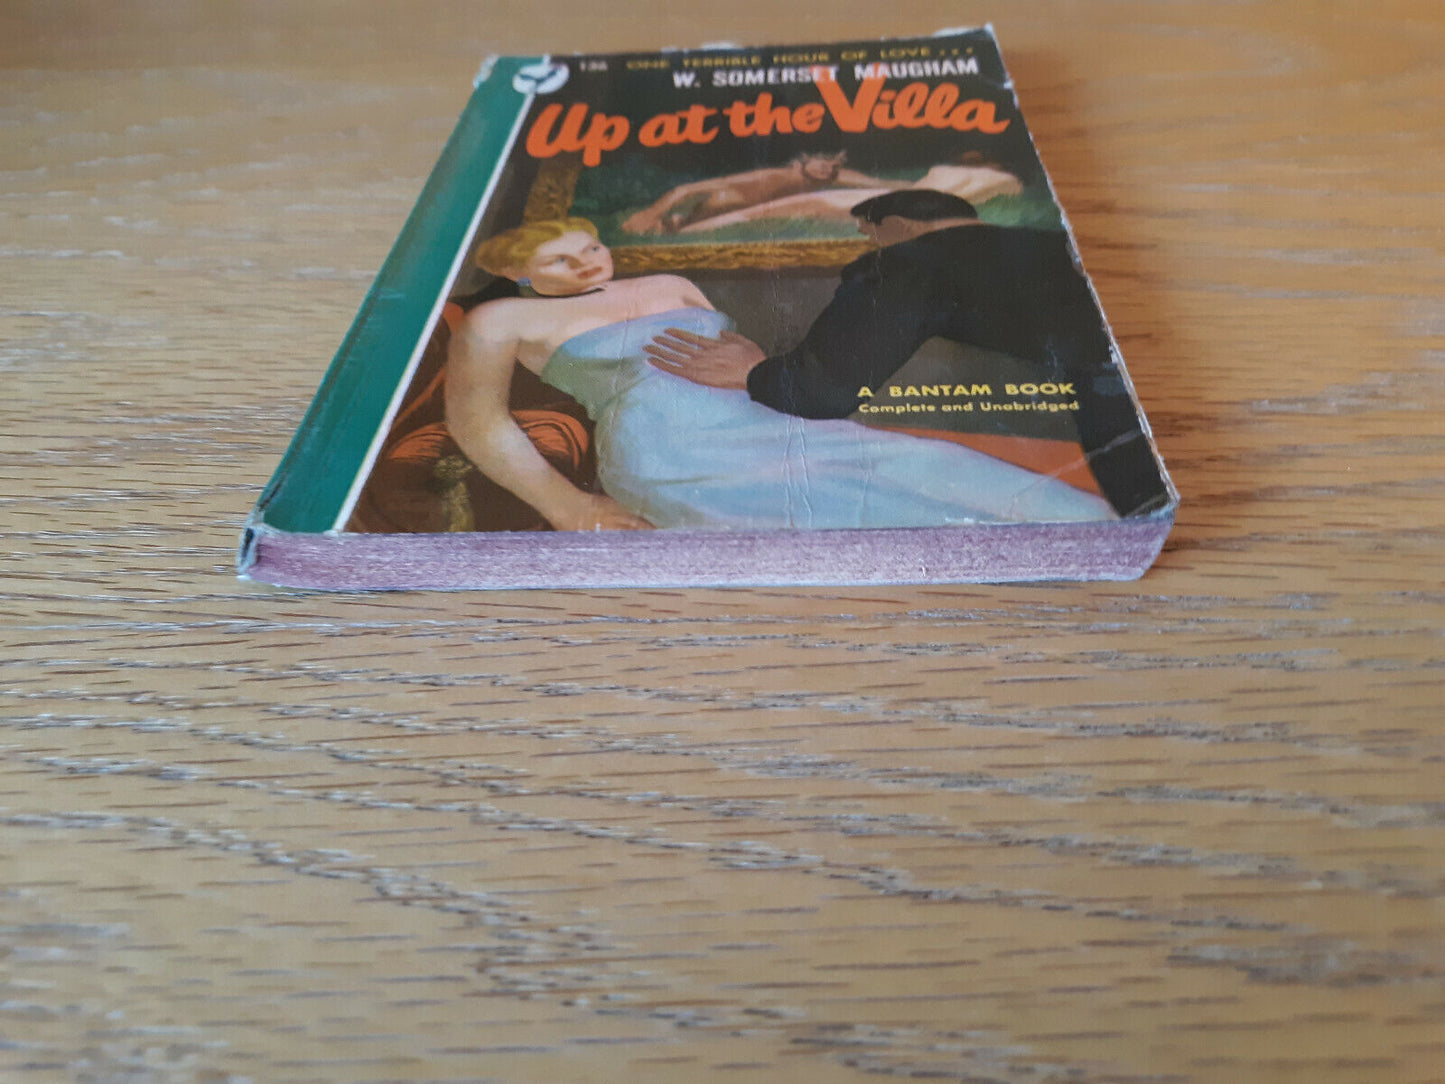 136 ONE TERRIBLE HOUR OF LOVE...
W. SOMERSET MAUGHAM
Up at the Villa
A BANTAM BOOK
Complete and Unabridged